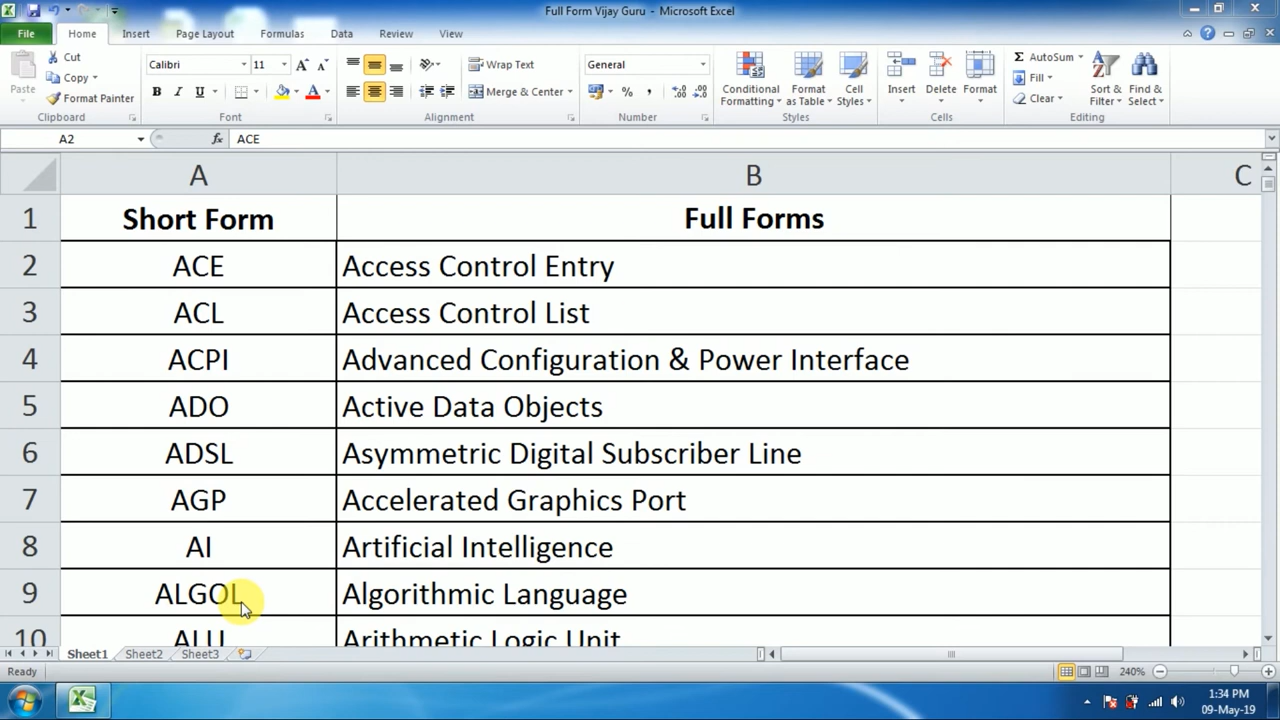 Full Form Vijay Guru - Microsoft Excel
File Home Insert Page Layout Formulas Data Review View
Paste Cut Copy Format Painter Clipboard
Calibri 11 B I U A Font
Wrap Text Merge & Center Alignment
General % , Number
Conditional Formatting Format as Table Cell Styles Styles
Insert Delete Format Cells
Σ AutoSum Fill Clear Sort & Filter Find & Select Editing
A2 fx ACE
A B C
1 Short Form Full Forms
2 ACE Access Control Entry
3 ACL Access Control List
4 ACPI Advanced Configuration & Power Interface
5 ADO Active Data Objects
6 ADSL Asymmetric Digital Subscriber Line
7 AGP Accelerated Graphics Port
8 AI Artificial Intelligence
9 ALGOL Algorithmic Language
10 ALU Arithmetic Logic Unit
Sheet1 Sheet2 Sheet3
Ready 240%
1:34 PM
09-May-19